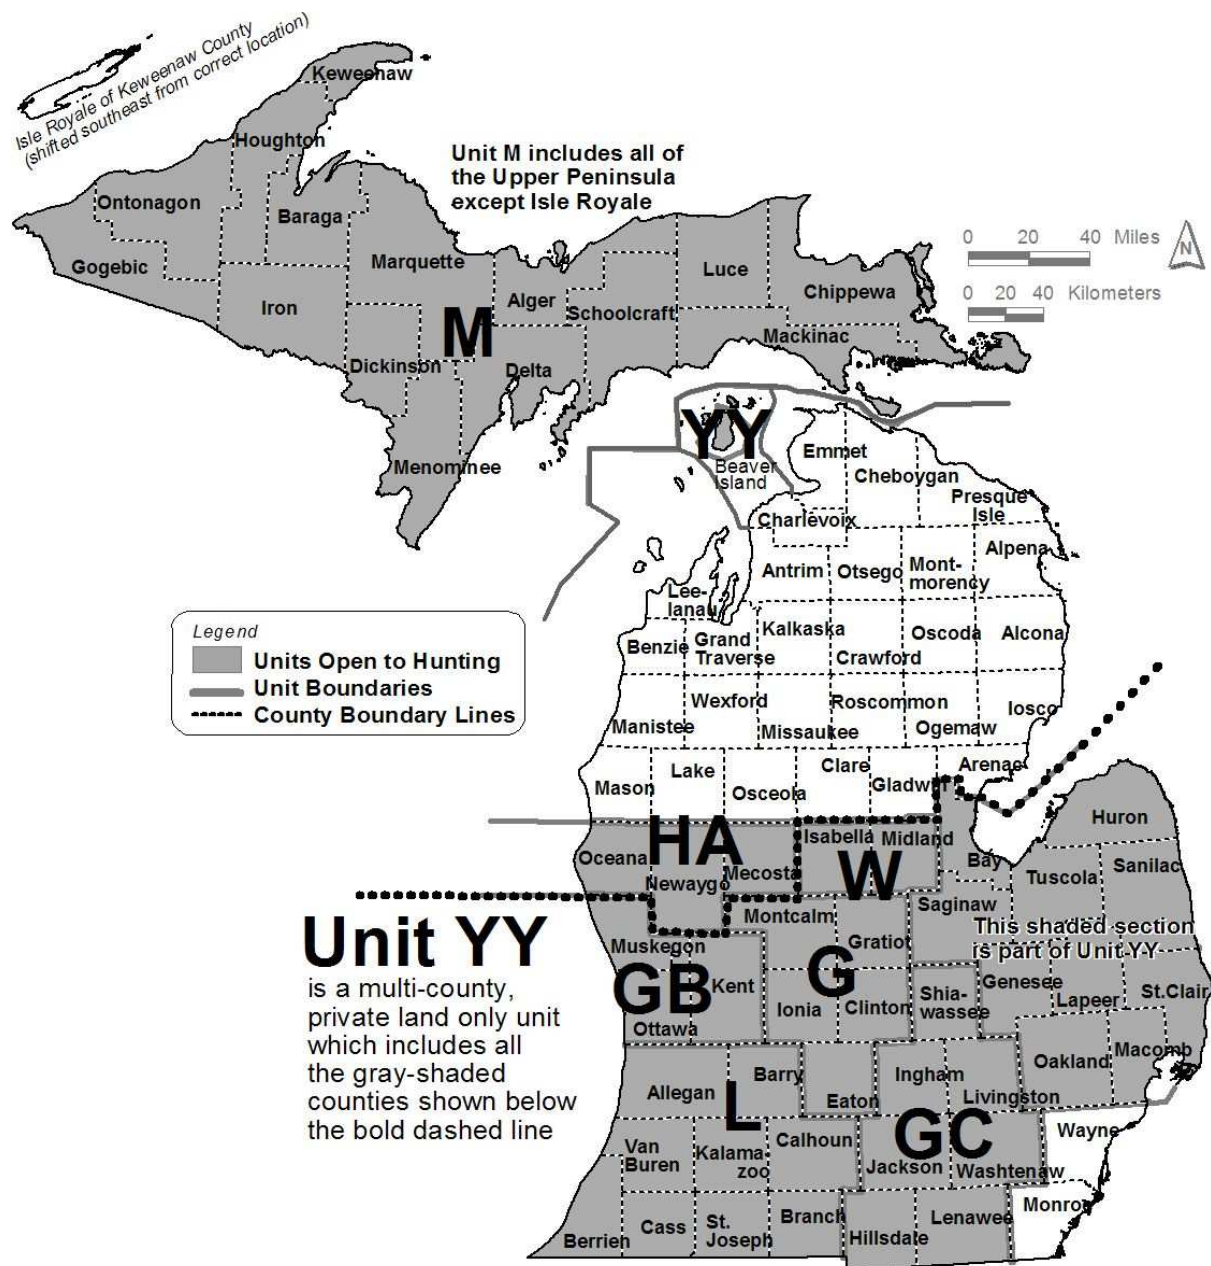 Isle Royale of Keweenaw County
(shifted southeast from correct location)
Keweenaw
Houghton
Unit M includes all of
the Upper Peninsula
except Isle Royale
Ontonagon
Baraga
Gogebic
Marquette
Iron
Alger
Luce
Chippewa
Schoolcraft
Mackinac
M
Dickinson
Delta
Menominee
0 20 40 Miles
0 20 40 Kilometers
N
YY
Beaver
Island
Emmet
Cheboygan
Presque
Isle
Charlevoix
Antrim
Otsego
Mont-
morency
Alpena
Lee-
lanau
Benzie
Grand
Traverse
Kalkaska
Crawford
Oscoda
Alcona
Legend
Units Open to Hunting
Unit Boundaries
County Boundary Lines
Manistee
Wexford
Missaukee
Roscommon
Ogemaw
Iosco
Mason
Lake
Osceola
Clare
Gladwin
Arenac
Huron
HA
Oceana
Newaygo
Mecosta
Isabella
Midland
W
Bay
Tuscola
Sanilac
Saginaw
Montcalm
Gratiot
This shaded section
is part of Unit YY
Unit YY
is a multi-county,
private land only unit
which includes all
the gray-shaded
counties shown below
the bold dashed line
Muskegon
GB
Kent
Ottawa
G
Ionia
Clinton
Shia-
wassee
Genesee
Lapeer
St.Clair
Allegan
Barry
L
Eaton
Ingham
Livingston
Oakland
Macomb
GC
Van
Buren
Kalama-
zoo
Calhoun
Jackson
Washtenaw
Wayne
Berrien
Cass
St.
Joseph
Branch
Hillsdale
Lenawee
Monroe